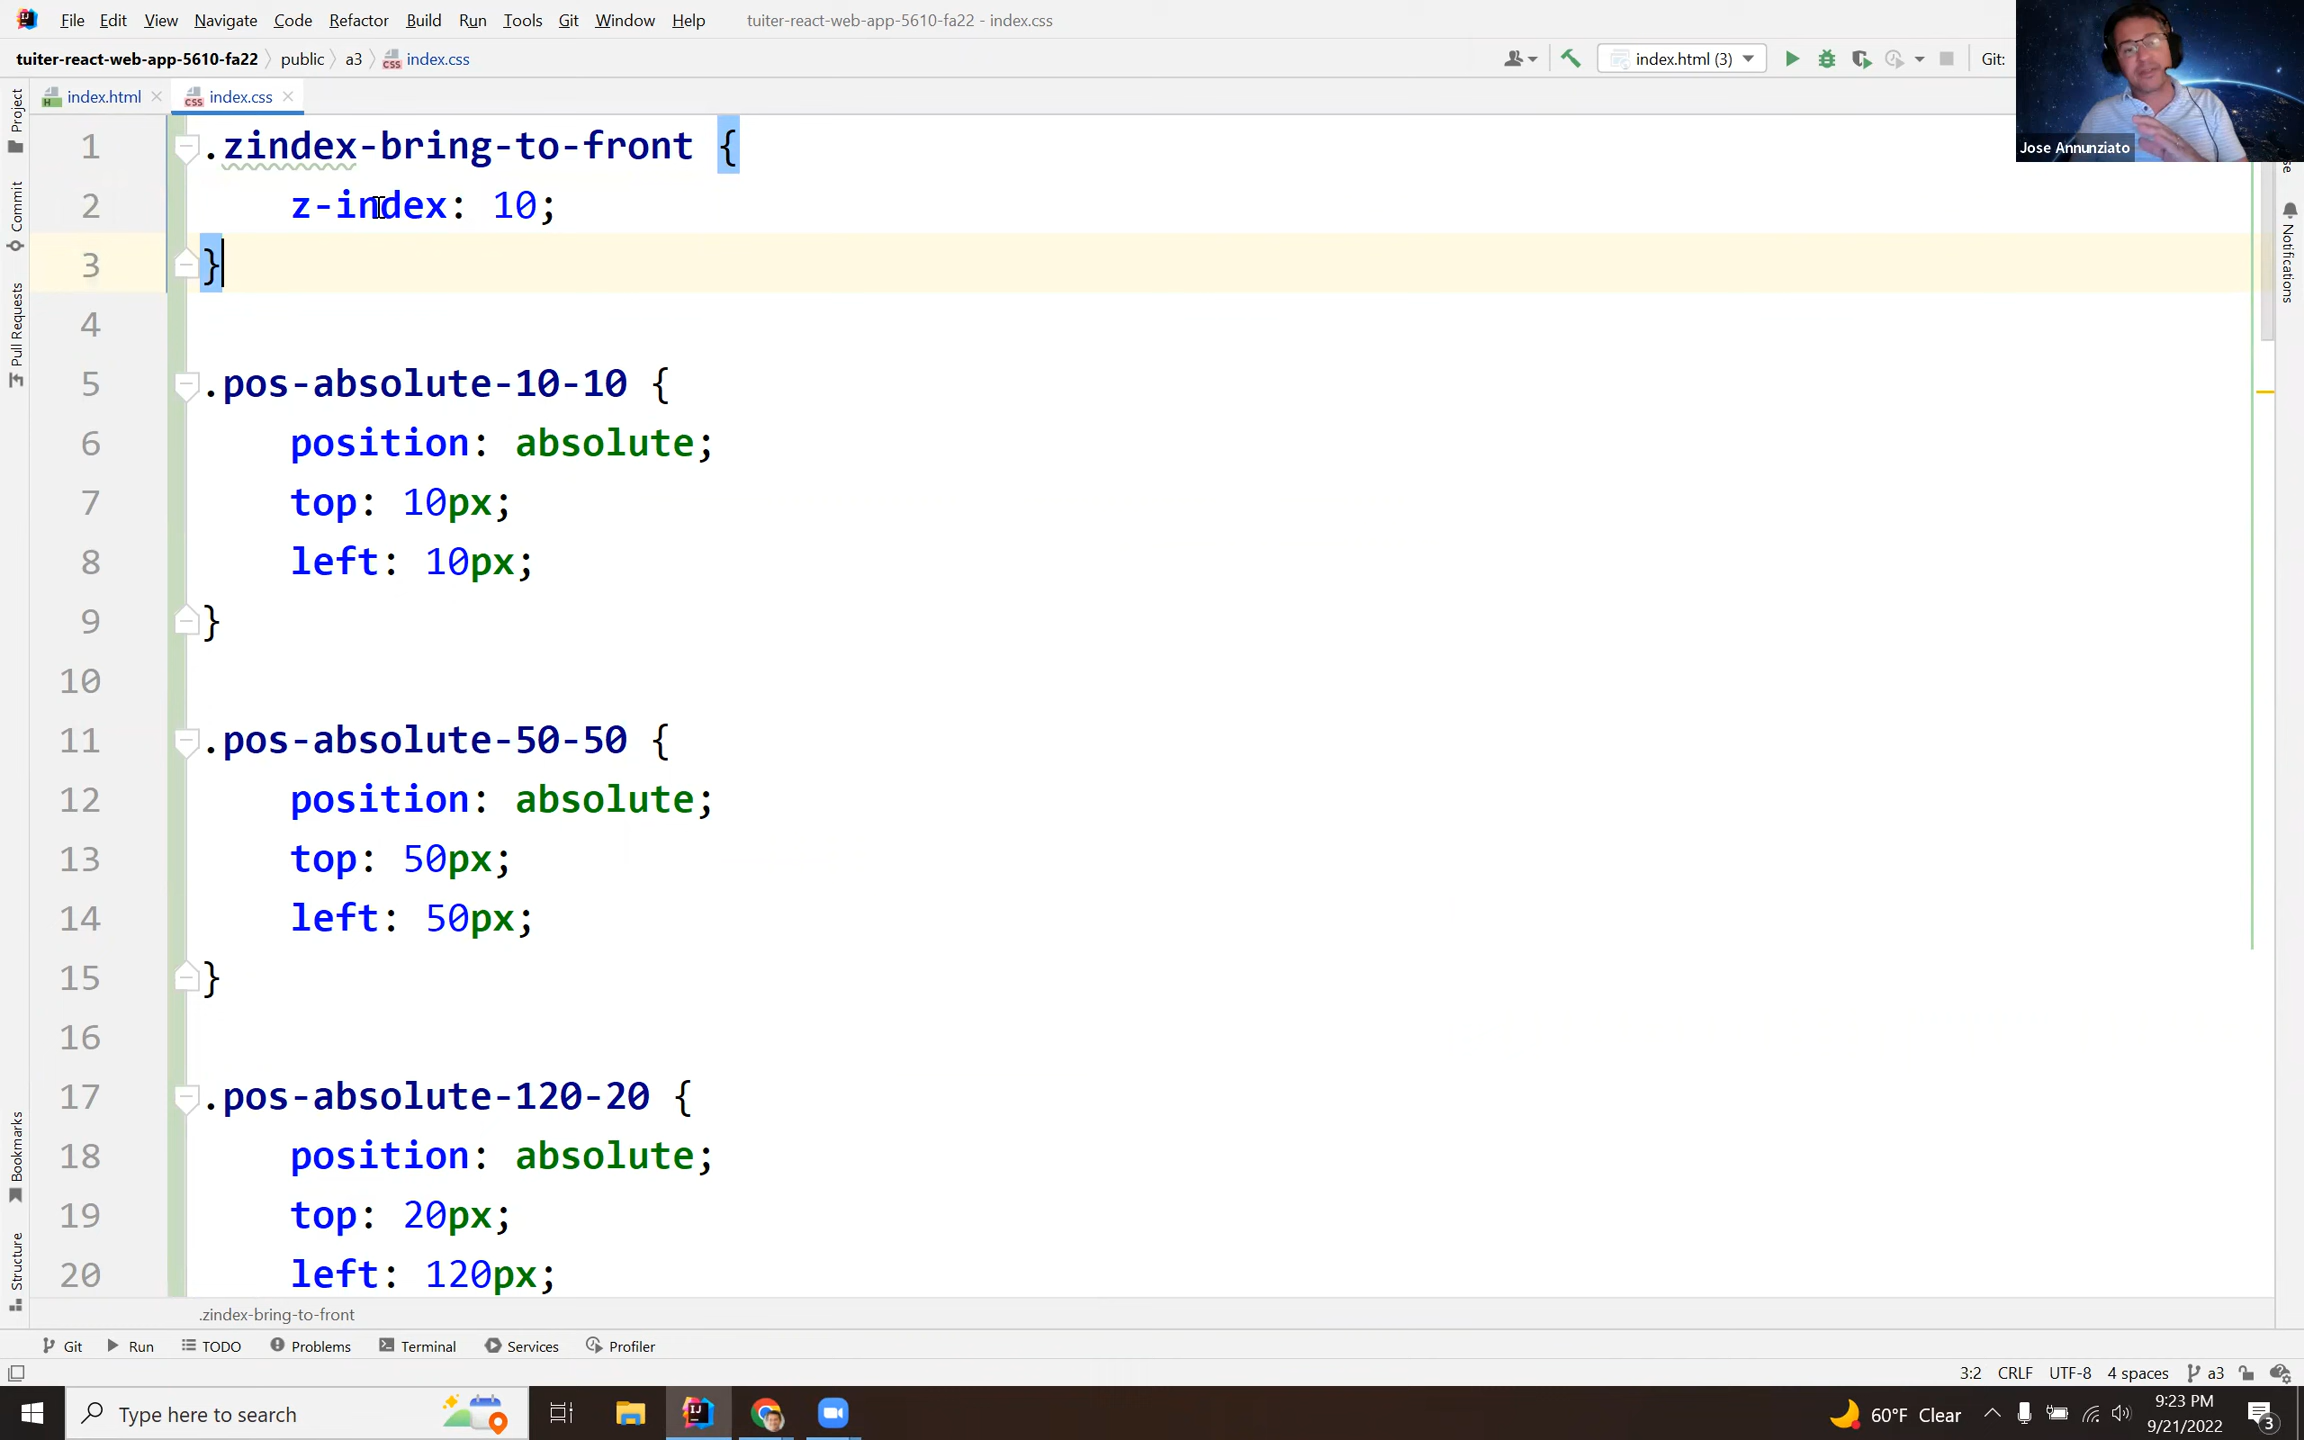 File Edit View Navigate Code Refactor Build Run Tools Git Window Help tuiter-react-web-app-5610-fa22 - index.css
tuiter-react-web-app-5610-fa22 public a3 index.css index.html (3) Git:
Jose Annunziato
index.html index.css
Project
Commit
Pull Requests
Bookmarks
Structure
Notifications
1 .zindex-bring-to-front {
2 z-index: 10;
3 }
4
5 .pos-absolute-10-10 {
6 position: absolute;
7 top: 10px;
8 left: 10px;
9 }
10
11 .pos-absolute-50-50 {
12 position: absolute;
13 top: 50px;
14 left: 50px;
15 }
16
17 .pos-absolute-120-20 {
18 position: absolute;
19 top: 20px;
20 left: 120px;
.zindex-bring-to-front
Git Run TODO Problems Terminal Services Profiler
3:2 CRLF UTF-8 4 spaces a3
Type here to search
60°F Clear
9:23 PM
9/21/2022
3